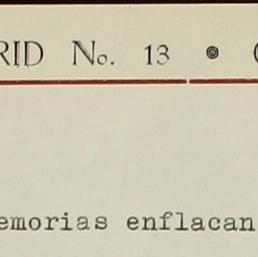 RID No. 13 •
emorias enflacan